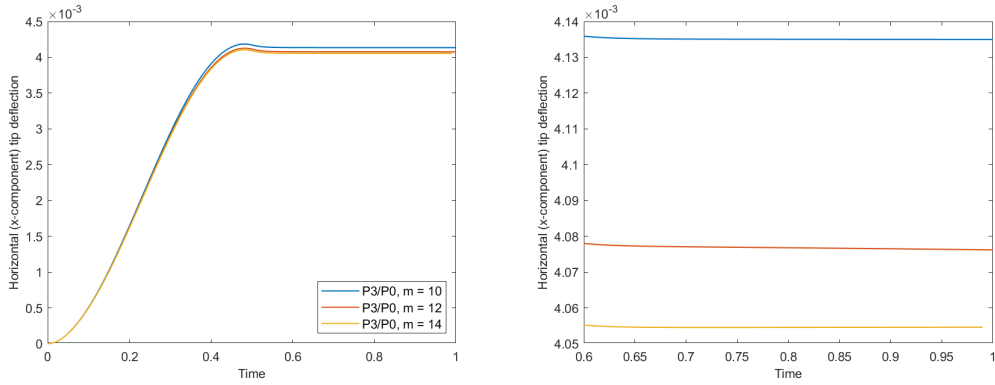 ×10⁻³
4.5
4
3.5
3
2.5
2
1.5
1
0.5
0
Horizontal (x-component) tip deflection
P3/P0, m = 10
P3/P0, m = 12
P3/P0, m = 14
0 0.2 0.4 0.6 0.8 1
Time
×10⁻³
4.14
4.13
4.12
4.11
4.1
4.09
4.08
4.07
4.06
4.05
Horizontal (x-component) tip deflection
0.6 0.65 0.7 0.75 0.8 0.85 0.9 0.95 1
Time